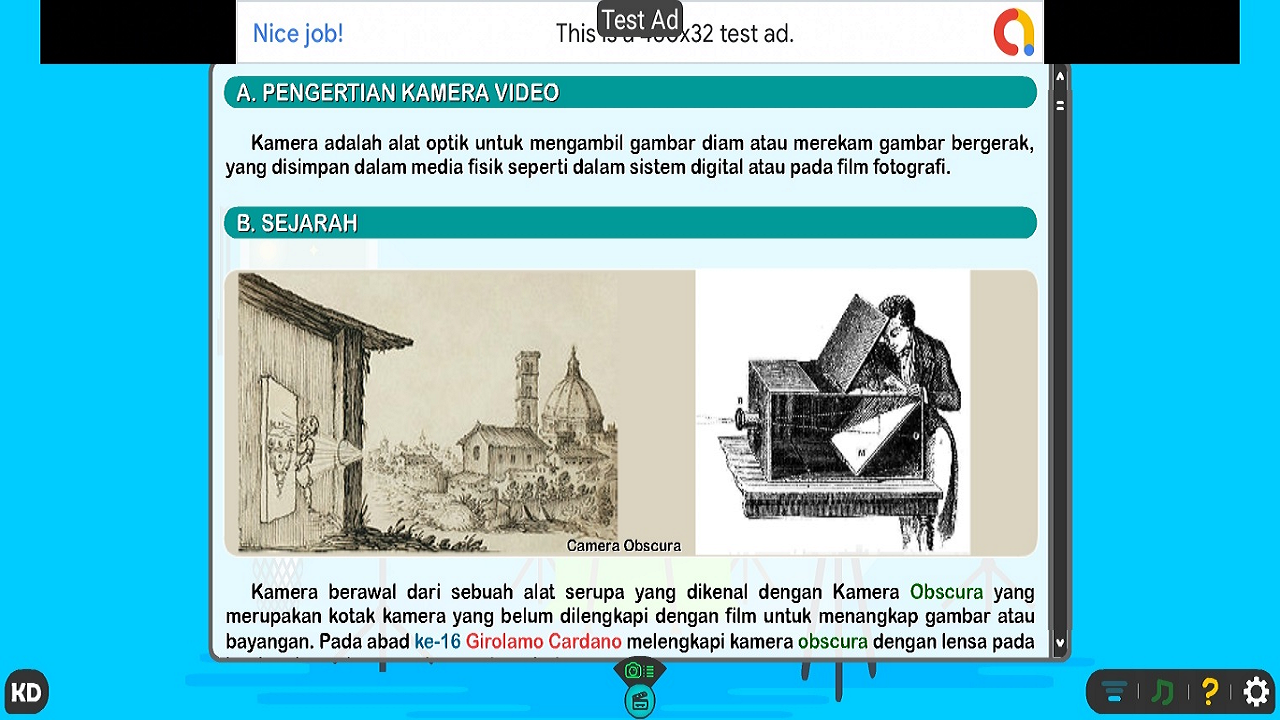 Test Ad
Nice job!
This is a 468x32 test ad.
A. PENGERTIAN KAMERA VIDEO
Kamera adalah alat optik untuk mengambil gambar diam atau merekam gambar bergerak,
yang disimpan dalam media fisik seperti dalam sistem digital atau pada film fotografi.
B. SEJARAH
Camera Obscura
Kamera berawal dari sebuah alat serupa yang dikenal dengan Kamera Obscura yang
merupakan kotak kamera yang belum dilengkapi dengan film untuk menangkap gambar atau
bayangan. Pada abad ke-16 Girolamo Cardano melengkapi kamera obscura dengan lensa pada
KD
?